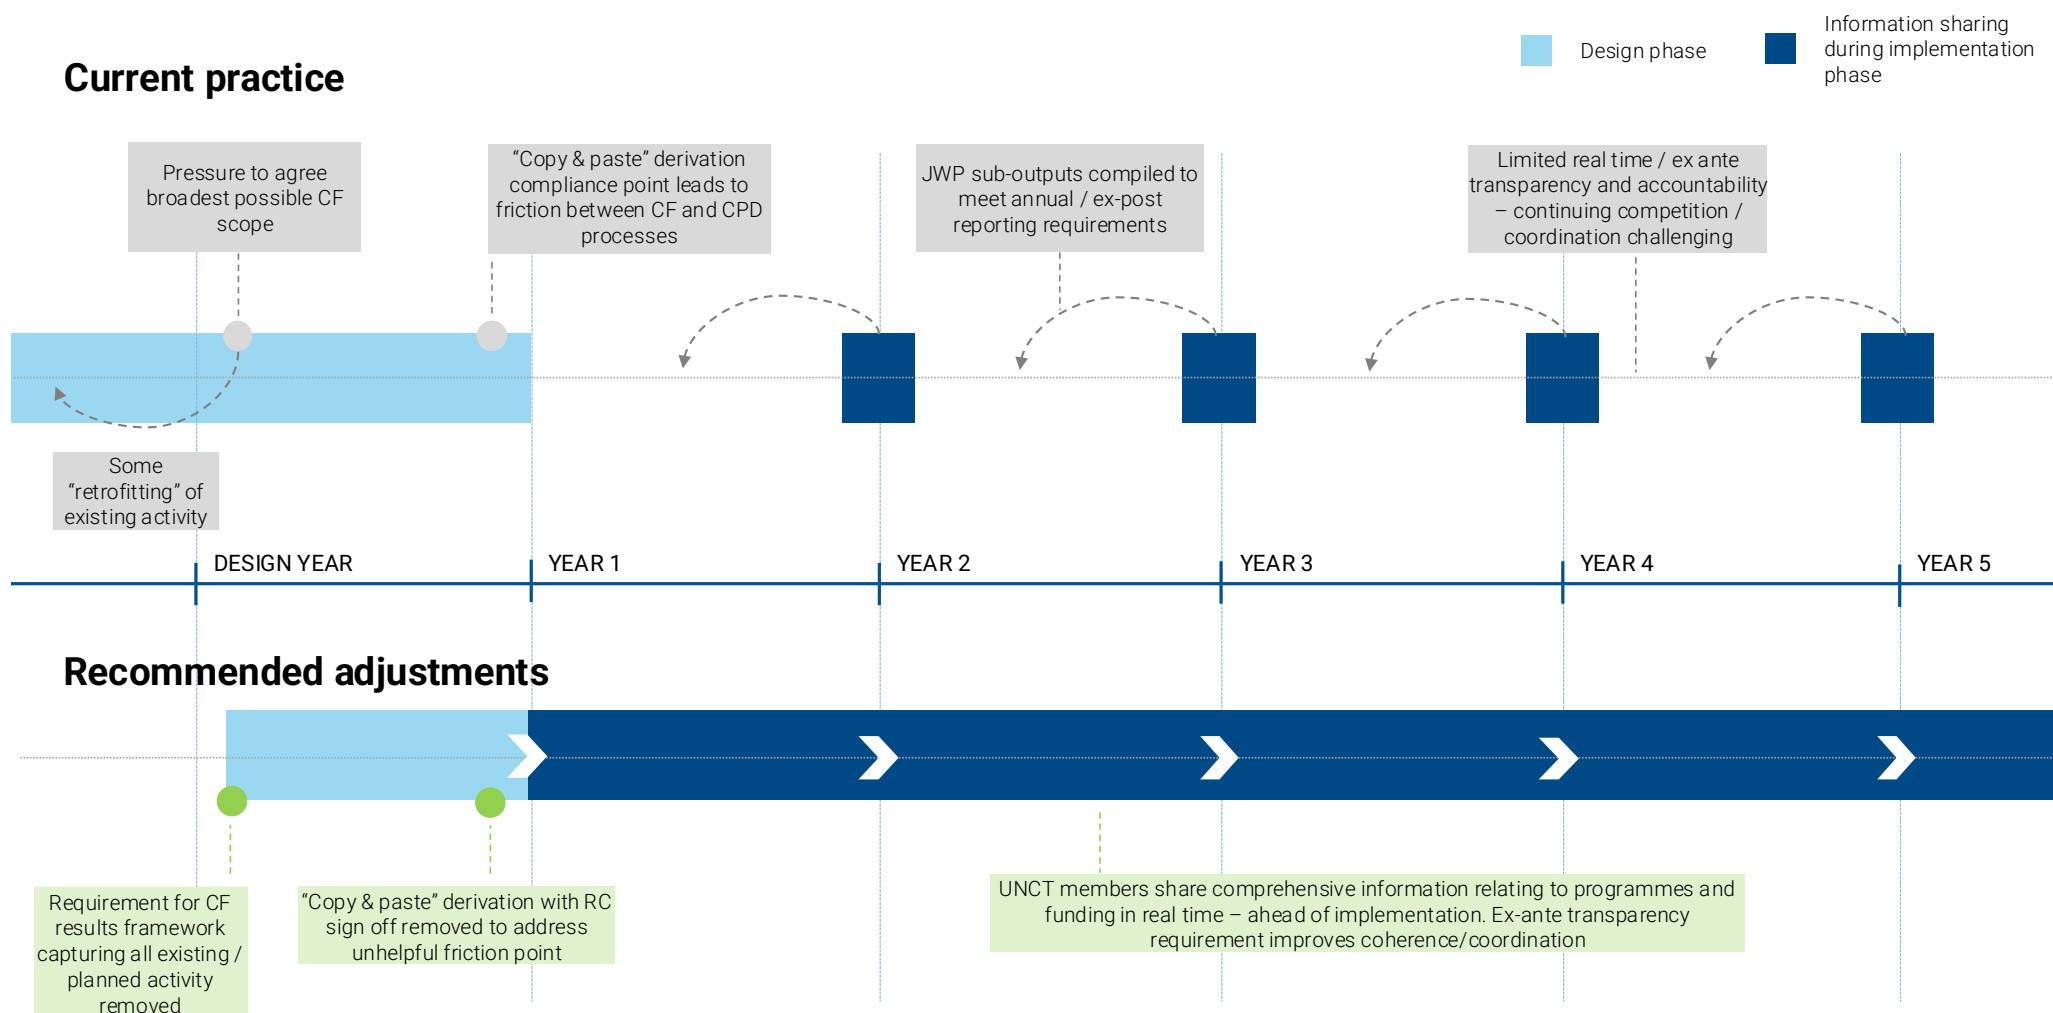 Design phase
Information sharing
during implementation
phase
Current practice
Pressure to agree
broadest possible CF
scope
“Copy & paste” derivation
compliance point leads to
friction between CF and CPD
processes
JWP sub-outputs compiled to
meet annual / ex-post
reporting requirements
Limited real time / ex ante
transparency and accountability
– continuing competition /
coordination challenging
Some
“retrofitting” of
existing activity
DESIGN YEAR
YEAR 1
YEAR 2
YEAR 3
YEAR 4
YEAR 5
Recommended adjustments
Requirement for CF
results framework
capturing all existing /
planned activity
removed
“Copy & paste” derivation with RC
sign off removed to address
unhelpful friction point
UNCT members share comprehensive information relating to programmes and
funding in real time – ahead of implementation. Ex-ante transparency
requirement improves coherence/coordination